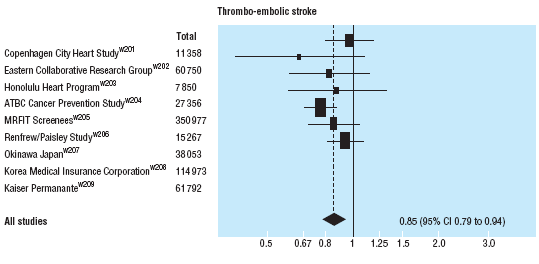 Thrombo-embolic stroke
Total
Copenhagen City Heart Study w201 11 358
Eastern Collaborative Research Group w202 60 750
Honolulu Heart Program w203 7 850
ATBC Cancer Prevention Study w204 27 356
MRFIT Screenees w205 350 977
Renfrew/Paisley Study w206 15 267
Okinawa Japan w207 38 053
Korea Medical Insurance Corporation w208 114 973
Kaiser Permanante w209 61 792
All studies 0.85 (95% CI 0.79 to 0.94)
0.5 0.67 0.8 1 1.25 1.5 2.0 3.0